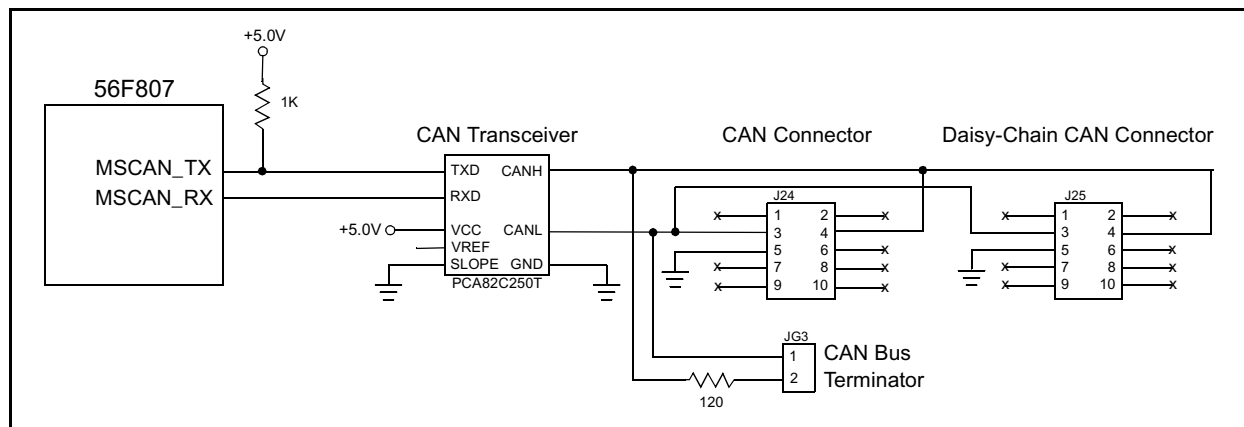 +5.0V
56F807
1K
CAN Transceiver
CAN Connector
Daisy-Chain CAN Connector
MSCAN_TX
MSCAN_RX
TXD
CANH
RXD
+5.0V
VCC
CANL
VREF
SLOPE
GND
PCA82C250T
J24
1 2
3 4
5 6
7 8
9 10
J25
1 2
3 4
5 6
7 8
9 10
JG3
1
2
CAN Bus
Terminator
120
x
x
x
x
x
x
x
x
x
x
x
x
x
x